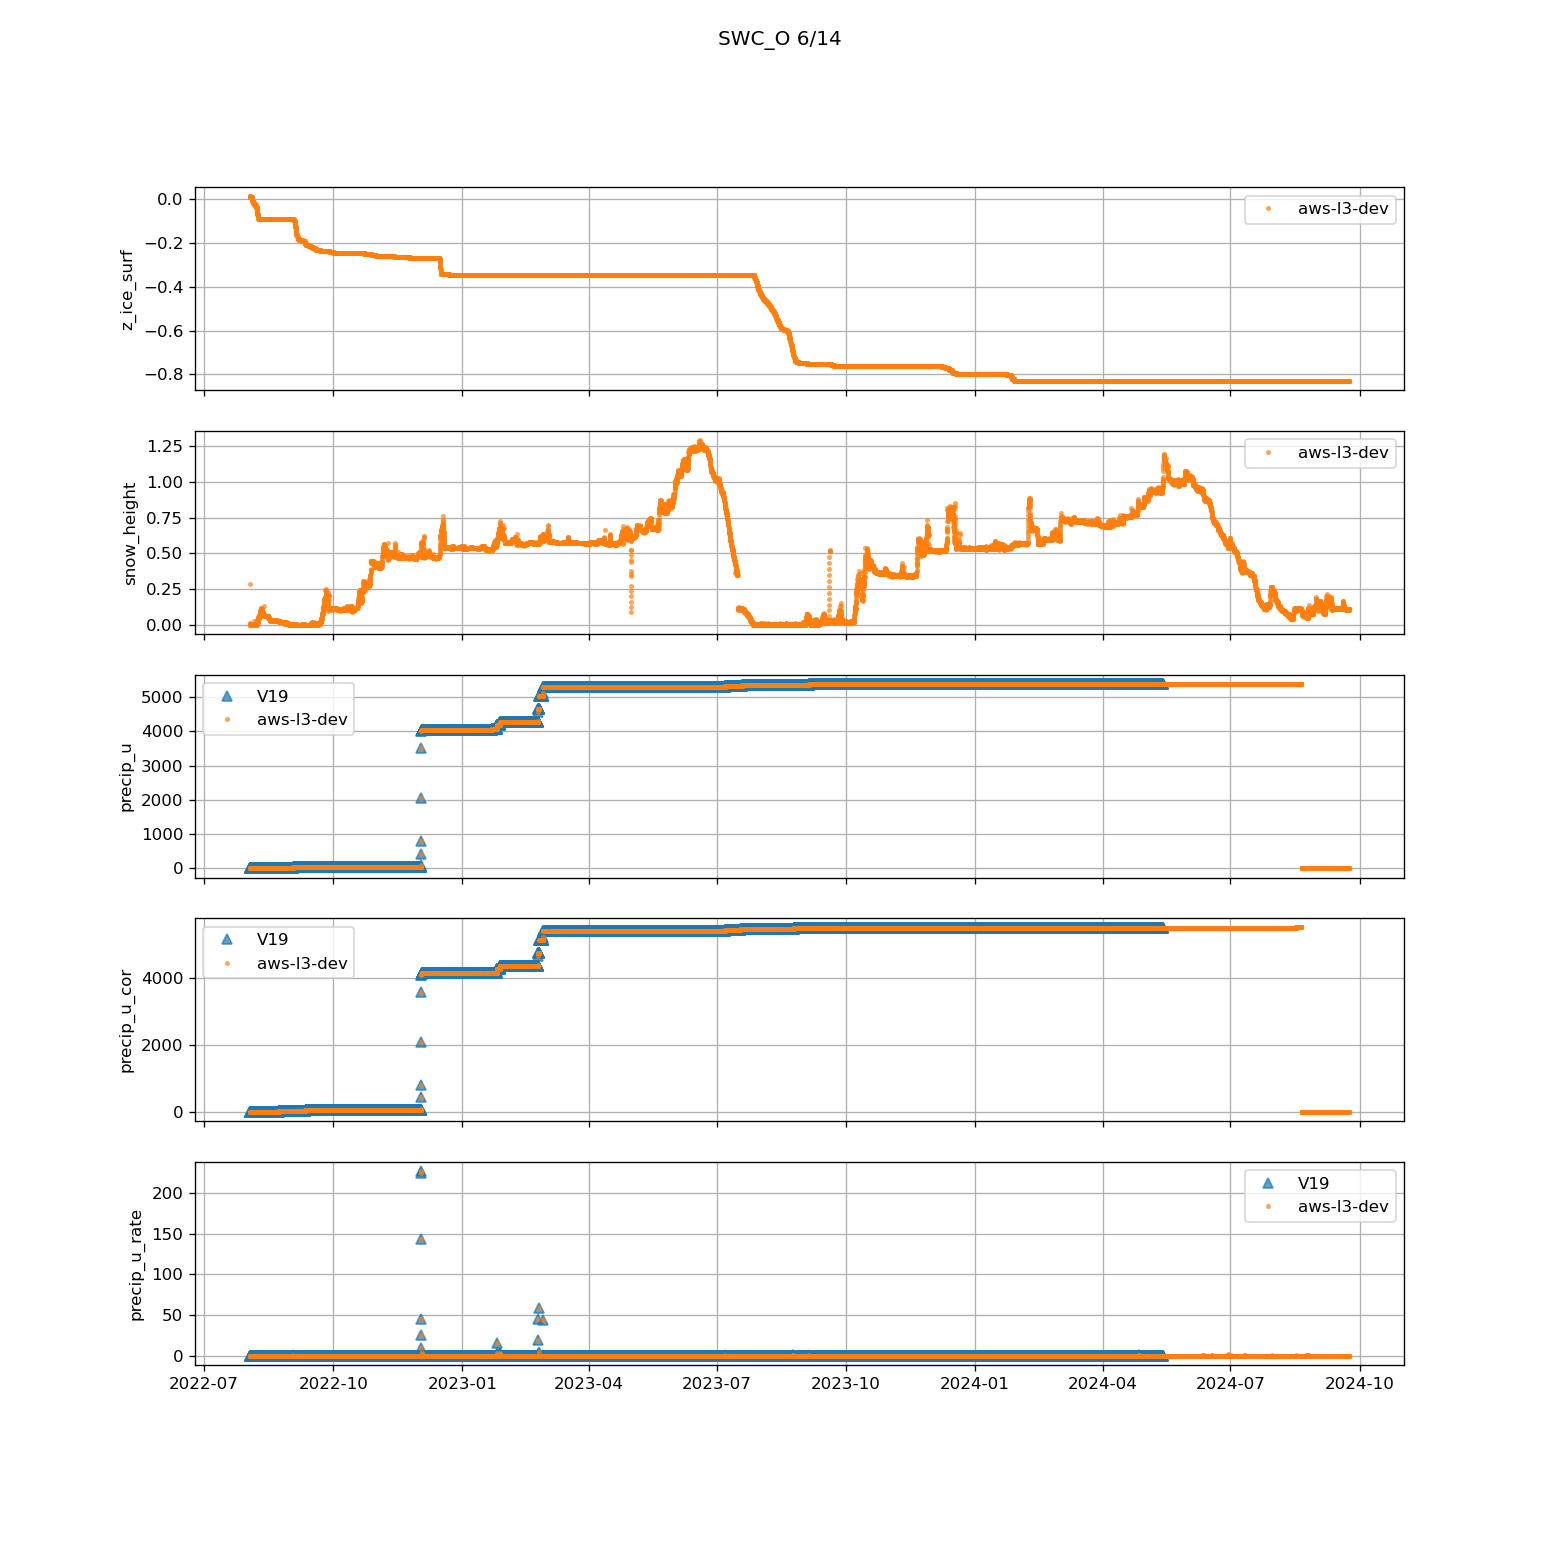 SWC_O 6/14
z_ice_surf
0.0
−0.2
−0.4
−0.6
−0.8
aws-l3-dev
snow_height
1.25
1.00
0.75
0.50
0.25
0.00
aws-l3-dev
precip_u
5000
4000
3000
2000
1000
0
V19
aws-l3-dev
precip_u_cor
4000
2000
0
V19
aws-l3-dev
precip_u_rate
200
150
100
50
0
V19
aws-l3-dev
2022-07 2022-10 2023-01 2023-04 2023-07 2023-10 2024-01 2024-04 2024-07 2024-10